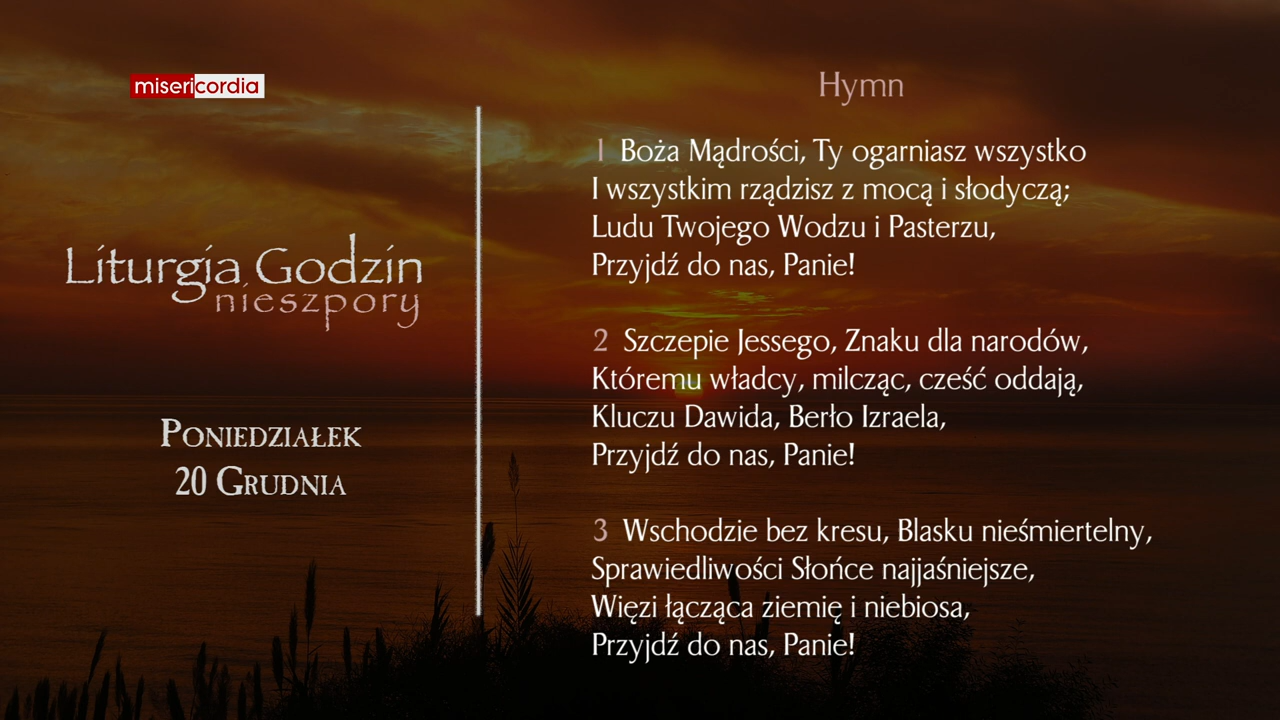 misericordia
Liturgia Godzin
nieszpory
Poniedziałek
20 Grudnia
Hymn
1 Boża Mądrości, Ty ogarniasz wszystko
I wszystkim rządzisz z mocą i słodyczą;
Ludu Twojego Wodzu i Pasterzu,
Przyjdź do nas, Panie!
2 Szczepie Jessego, Znaku dla narodów,
Któremu władcy, milcząc, cześć oddają,
Kluczu Dawida, Berło Izraela,
Przyjdź do nas, Panie!
3 Wschodzie bez kresu, Blasku nieśmiertelny,
Sprawiedliwości Słońce najjaśniejsze,
Więzi łącząca ziemię i niebiosa,
Przyjdź do nas, Panie!